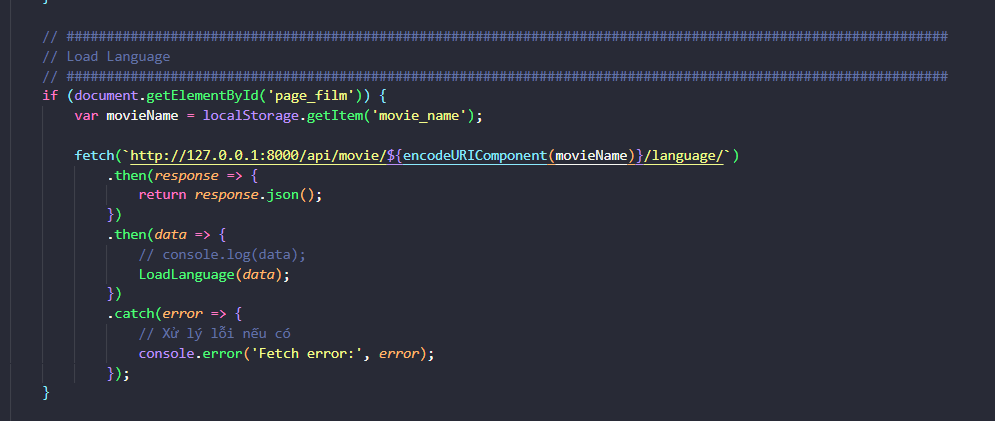 }
// ##############################################################################################################
// Load Language
// ##############################################################################################################
if (document.getElementById('page_film')) {
var movieName = localStorage.getItem('movie_name');
fetch(`http://127.0.0.1:8000/api/movie/${encodeURIComponent(movieName)}/language/`)
.then(response => {
return response.json();
})
.then(data => {
// console.log(data);
LoadLanguage(data);
})
.catch(error => {
// Xử lý lỗi nếu có
console.error('Fetch error:', error);
});
}